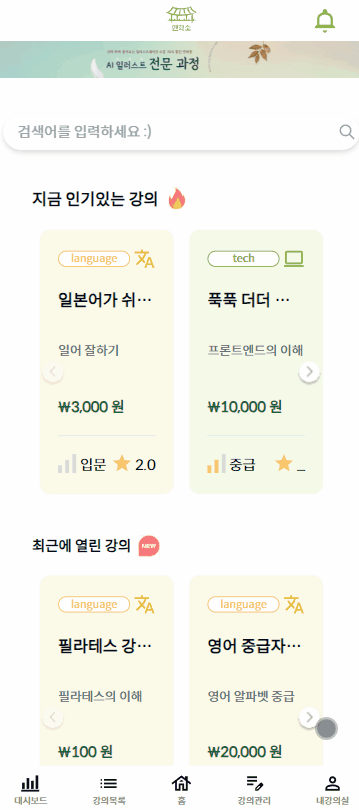 연각소
AI 일러스트 전문 과정
검색어를 입력하세요 :)
지금 인기있는 강의
language
tech
일본어가 쉬…
푹푹 더더 …
일어 잘하기
프론트엔드의 이해
₩3,000 원
₩10,000 원
입문
2.0
중급
_
최근에 열린 강의
NEW
language
language
필라테스 강…
영어 중급자…
필라테스의 이해
영어 알파벳 중급
₩100 원
₩20,000 원
대시보드
강의목록
홈
강의관리
내강의실